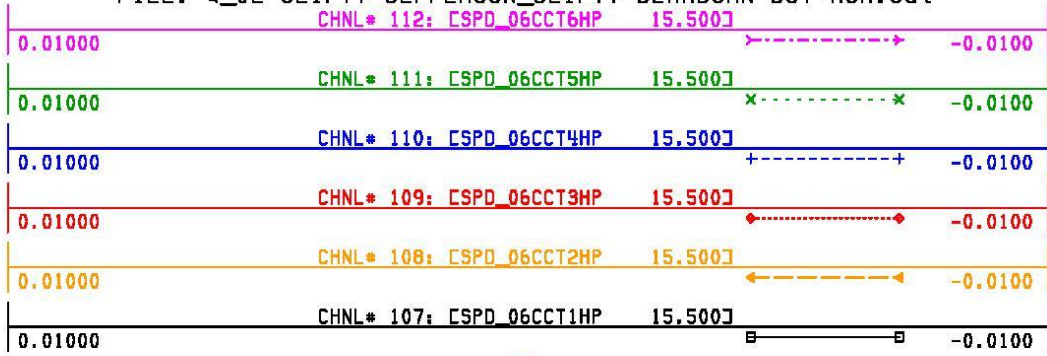 CHNL# 112: [SPD_06CCT6HP 15.500]
0.01000 -0.0100
CHNL# 111: [SPD_06CCT5HP 15.500]
0.01000 -0.0100
CHNL# 110: [SPD_06CCT4HP 15.500]
0.01000 -0.0100
CHNL# 109: [SPD_06CCT3HP 15.500]
0.01000 -0.0100
CHNL# 108: [SPD_06CCT2HP 15.500]
0.01000 -0.0100
CHNL# 107: [SPD_06CCT1HP 15.500]
0.01000 -0.0100